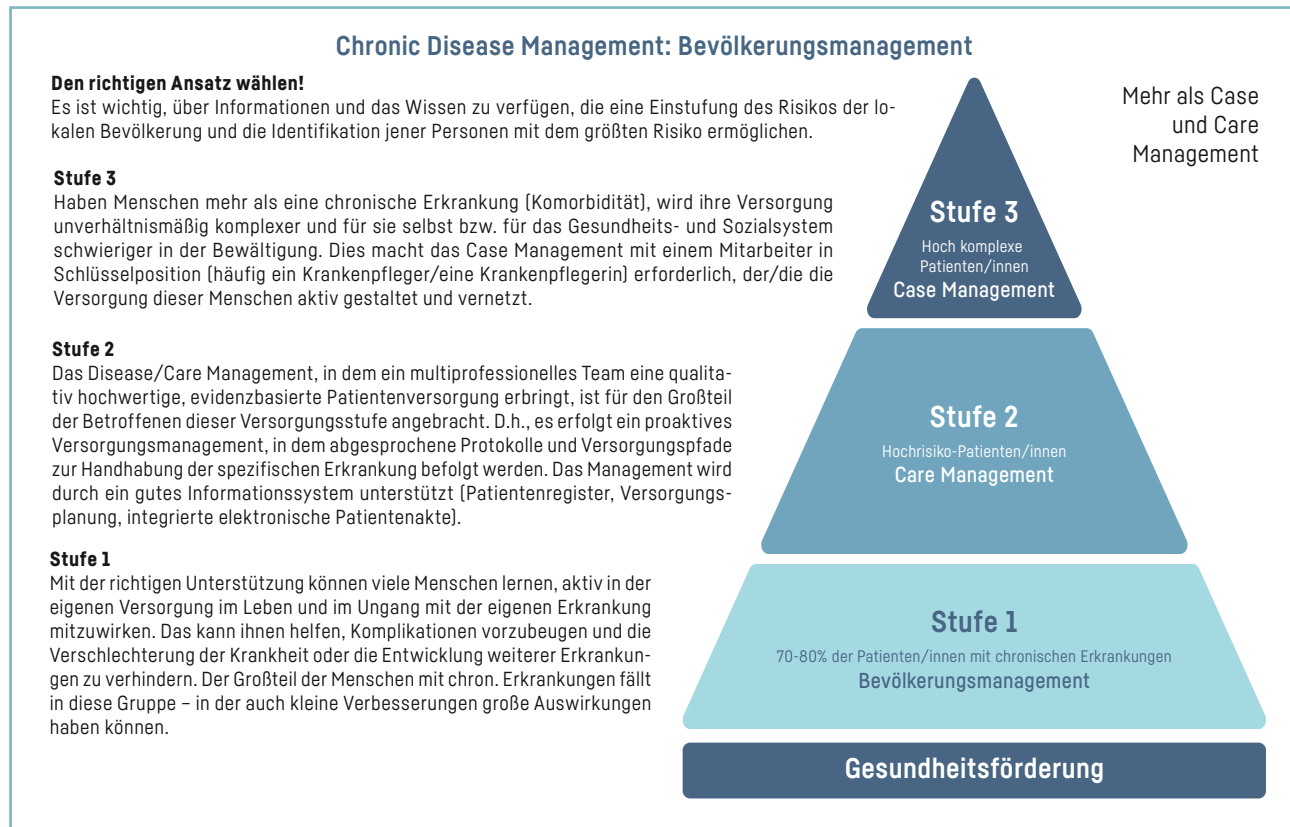 Chronic Disease Management: Bevölkerungsmanagement
Den richtigen Ansatz wählen!
Es ist wichtig, über Informationen und das Wissen zu verfügen, die eine Einstufung des Risikos der lo-
kalen Bevölkerung und die Identifikation jener Personen mit dem größten Risiko ermöglichen.
Stufe 3
Haben Menschen mehr als eine chronische Erkrankung (Komorbidität), wird ihre Versorgung
unverhältnismäßig komplexer und für sie selbst bzw. für das Gesundheits- und Sozialsystem
schwieriger in der Bewältigung. Dies macht das Case Management mit einem Mitarbeiter in
Schlüsselposition (häufig ein Krankenpfleger/eine Krankenpflegerin) erforderlich, der/die die
Versorgung dieser Menschen aktiv gestaltet und vernetzt.
Stufe 2
Das Disease/Care Management, in dem ein multiprofessionelles Team eine qualita-
tiv hochwertige, evidenzbasierte Patientenversorgung erbringt, ist für den Großteil
der Betroffenen dieser Versorgungsstufe angebracht. D.h., es erfolgt ein proaktives
Versorgungsmanagement, in dem abgesprochene Protokolle und Versorgungspfade
zur Handhabung der spezifischen Erkrankung befolgt werden. Das Management wird
durch ein gutes Informationssystem unterstützt (Patientenregister, Versorgungs-
planung, integrierte elektronische Patientenakte).
Stufe 1
Mit der richtigen Unterstützung können viele Menschen lernen, aktiv in der
eigenen Versorgung im Leben und im Ungang mit der eigenen Erkrankung
mitzuwirken. Das kann ihnen helfen, Komplikationen vorzubeugen und die
Verschlechterung der Krankheit oder die Entwicklung weiterer Erkrankun-
gen zu verhindern. Der Großteil der Menschen mit chron. Erkrankungen fällt
in diese Gruppe – in der auch kleine Verbesserungen große Auswirkungen
haben können.
Mehr als Case
und Care
Management
Stufe 3
Hoch komplexe
Patienten/innen
Case Management
Stufe 2
Hochrisiko-Patienten/innen
Care Management
Stufe 1
70-80% der Patienten/innen mit chronischen Erkrankungen
Bevölkerungsmanagement
Gesundheitsförderung